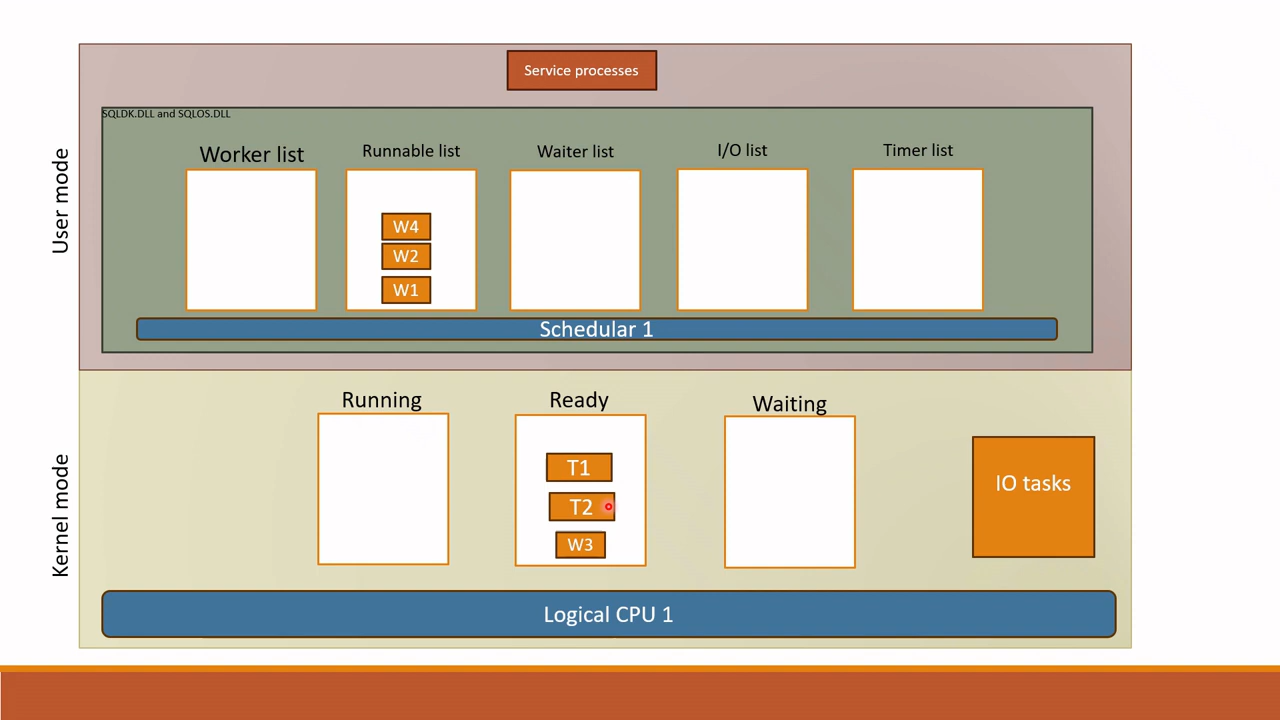 Service processes
SQLDK.DLL and SQLOS.DLL
User mode
Worker list
Runnable list
Waiter list
I/O list
Timer list
W4
W2
W1
Schedular 1
Kernel mode
Running
Ready
Waiting
T1
T2
W3
IO tasks
Logical CPU 1